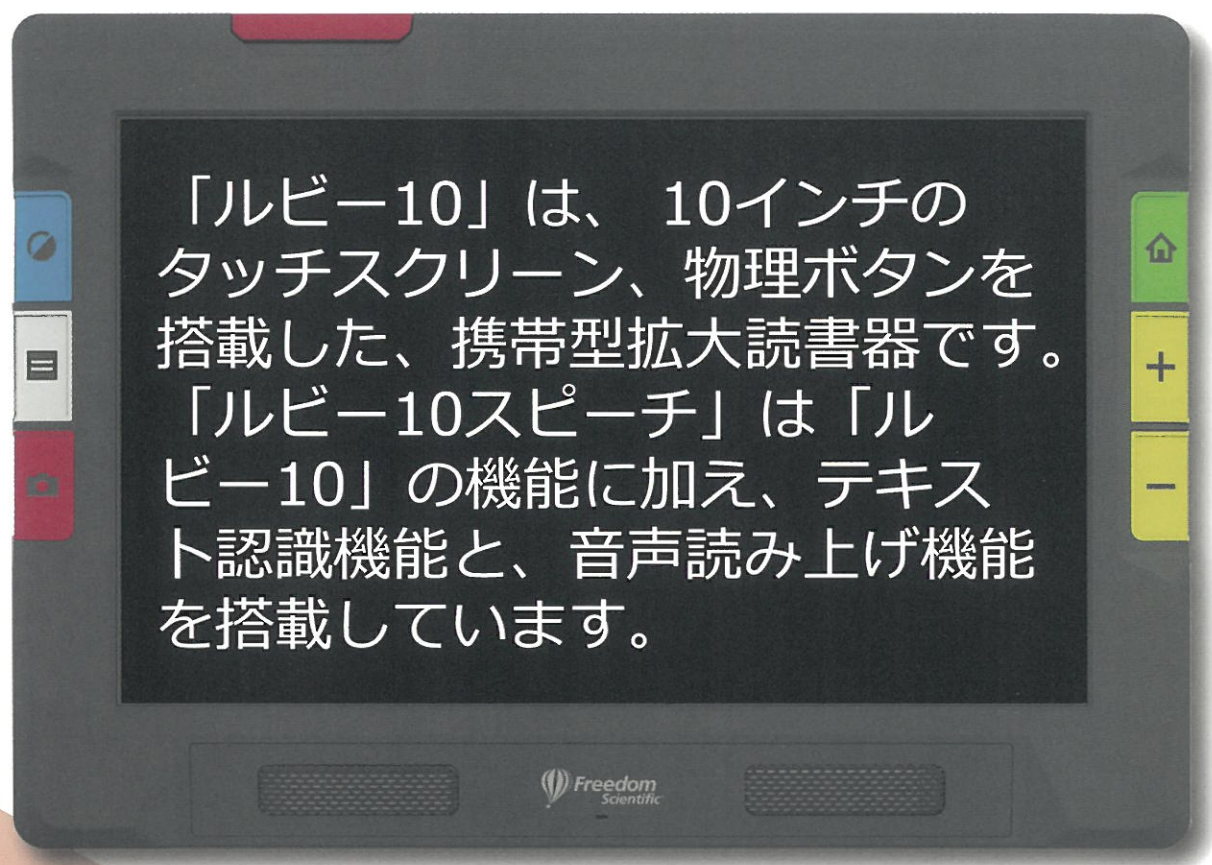 「ルビー10」は、 10インチの
タッチスクリーン、物理ボタンを
搭載した、携帯型拡大読書器です。
「ルビー10スピーチ」は「ル
ビー10」の機能に加え、テキス
ト認識機能と、音声読み上げ機能
を搭載しています。
Freedom
Scientific